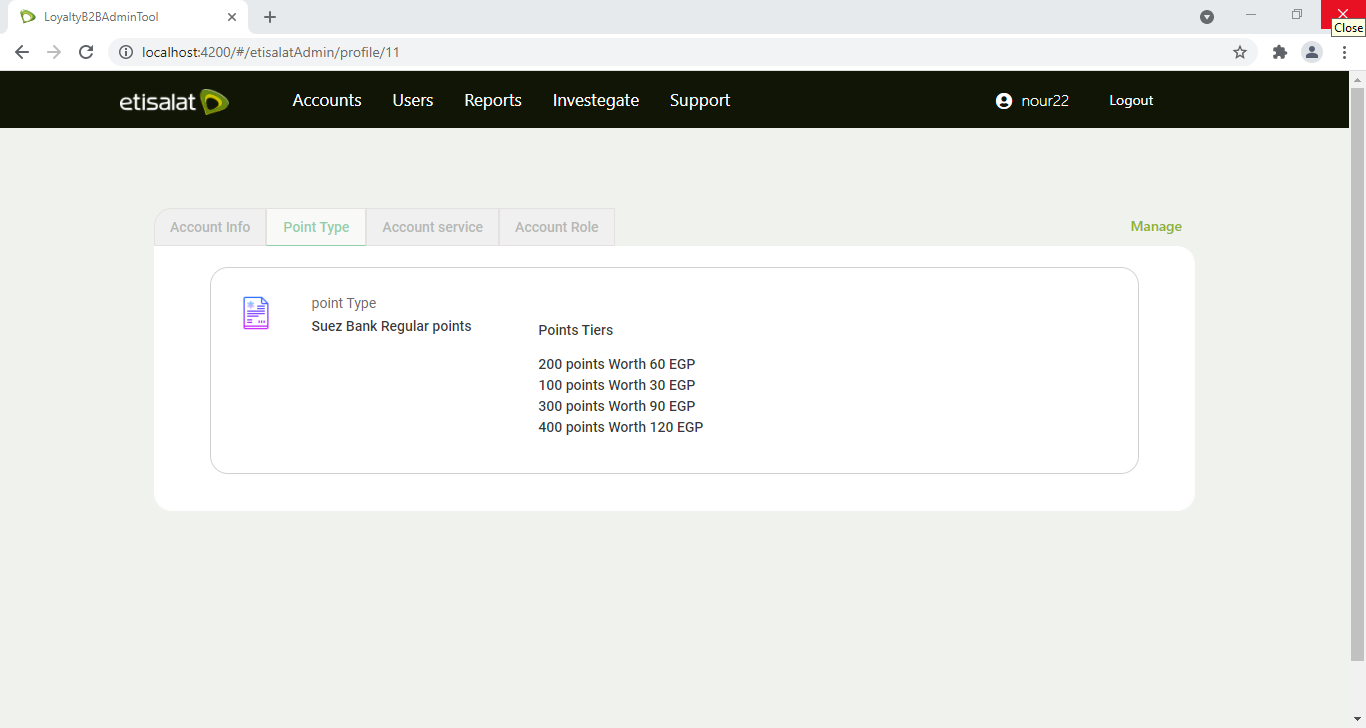 LoyaltyB2BAdminTool
Close
localhost:4200/#/etisalatAdmin/profile/11
etisalat Accounts Users Reports Investegate Support nour22 Logout
Account Info Point Type Account service Account Role Manage
point Type
Suez Bank Regular points
Points Tiers
200 points Worth 60 EGP
100 points Worth 30 EGP
300 points Worth 90 EGP
400 points Worth 120 EGP